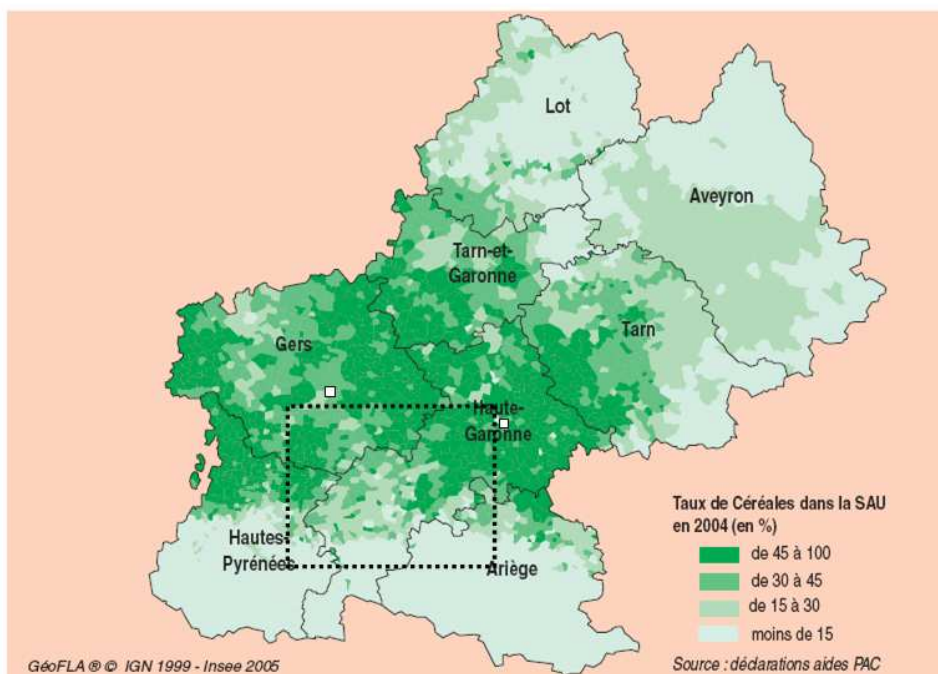 Lot
Aveyron
Tarn-et-
Garonne
Tarn
Gers
Haute-
Garonne
Hautes
Pyrénées
Ariège
Taux de Céréales dans la SAU
en 2004 (en %)
de 45 à 100
de 30 à 45
de 15 à 30
moins de 15
GéoFLA ® © IGN 1999 - Insee 2005
Source : déclarations aides PAC